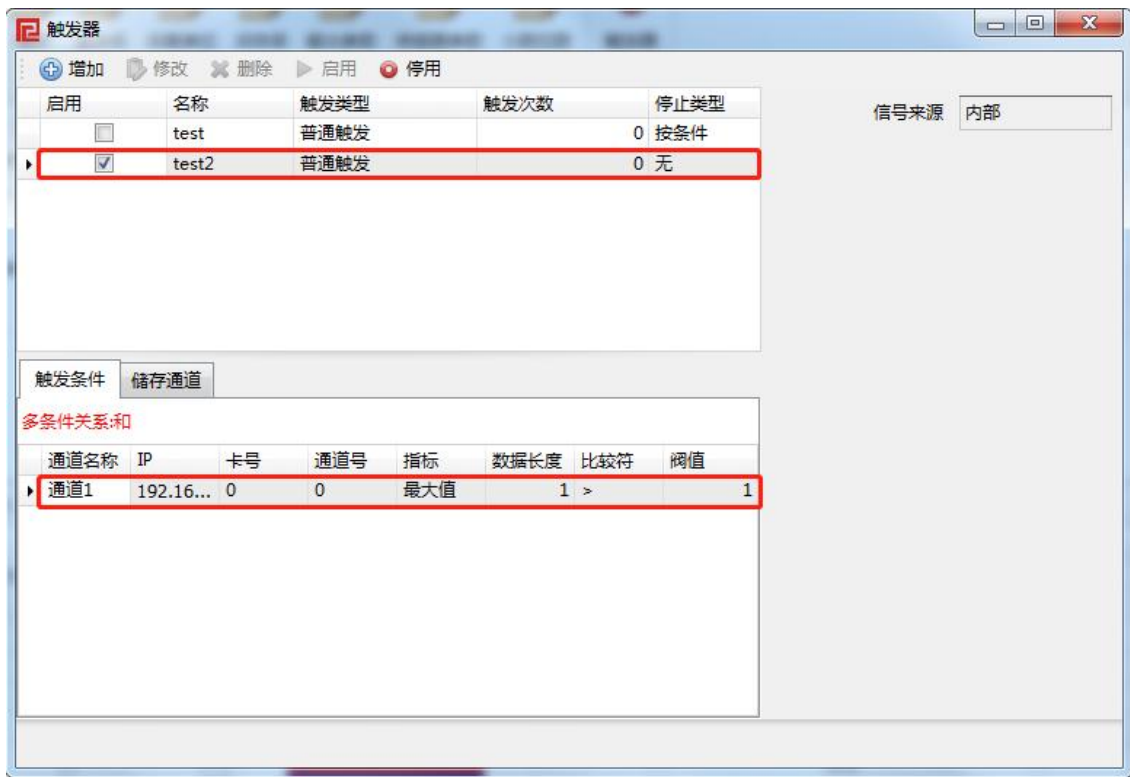 触发器
增加 修改 删除 启用 停用
启用 名称 触发类型 触发次数 停止类型
test 普通触发 0 按条件
test2 普通触发 0 无
信号来源 内部
触发条件 储存通道
多条件关系:和
通道名称 IP 卡号 通道号 指标 数据长度 比较符 阀值
通道1 192.16... 0 0 最大值 1 > 1